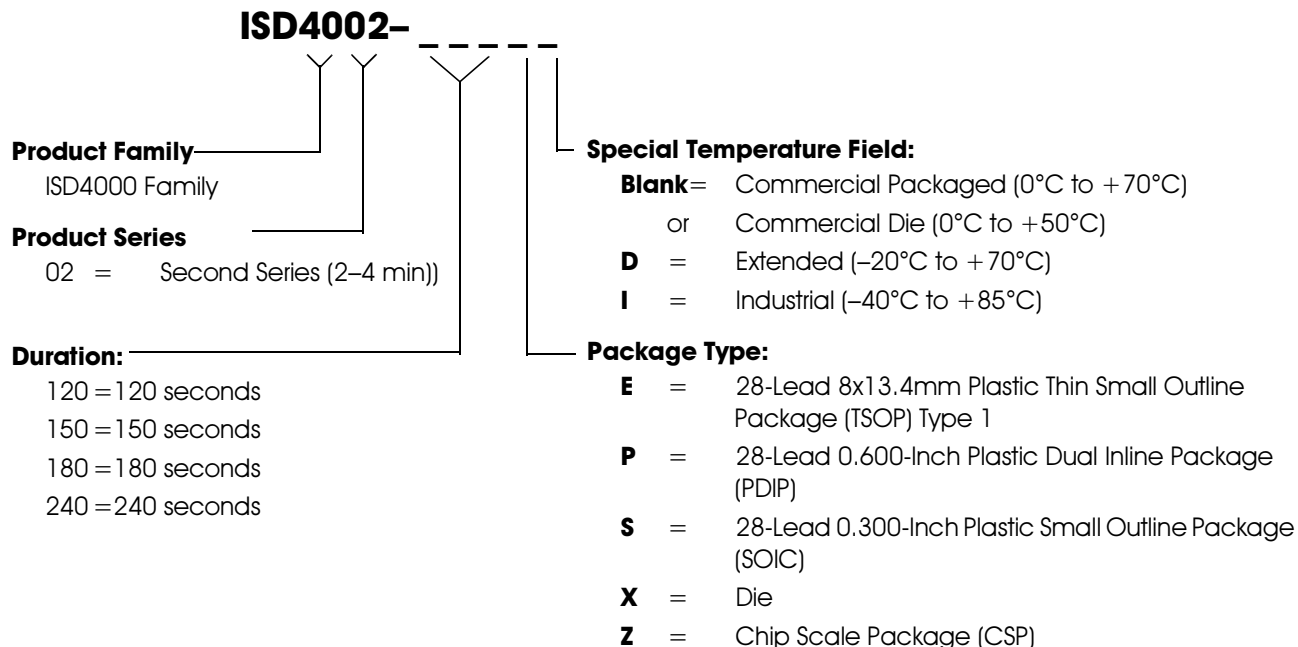 ISD4002– _ _ _ _ _
Product Family
ISD4000 Family
Product Series
02 = Second Series (2–4 min))
Duration:
120 =120 seconds
150 =150 seconds
180 =180 seconds
240 =240 seconds
Special Temperature Field:
Blank= Commercial Packaged (0°C to +70°C)
or Commercial Die (0°C to +50°C)
D = Extended (–20°C to +70°C)
I = Industrial (–40°C to +85°C)
Package Type:
E = 28-Lead 8x13.4mm Plastic Thin Small Outline
Package (TSOP) Type 1
P = 28-Lead 0.600-Inch Plastic Dual Inline Package
(PDIP)
S = 28-Lead 0.300-Inch Plastic Small Outline Package
(SOIC)
X = Die
Z = Chip Scale Package (CSP)